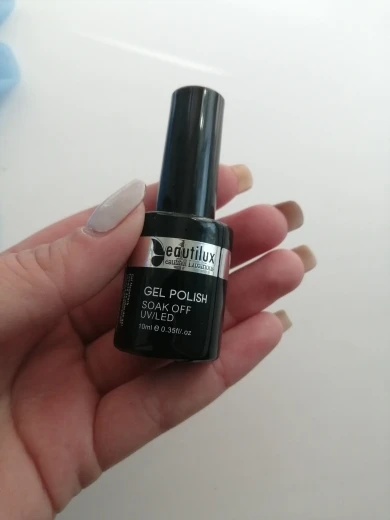 eautilux
GEL POLISH
SOAK OFF
UV/LED
10ml e 0.35fl.oz